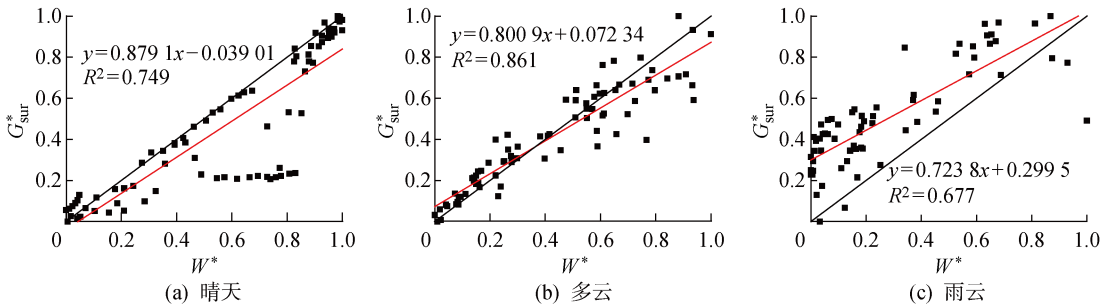 1.0
0.8
0.6
0.4
0.2
G*sur
y=0.879 1x−0.039 01
R²=0.749
0 0.2 0.4 0.6 0.8 1.0
W*
(a) 晴天
1.0
0.8
0.6
0.4
0.2
G*sur
y=0.800 9x+0.072 34
R²=0.861
0 0.2 0.4 0.6 0.8 1.0
W*
(b) 多云
1.0
0.8
0.6
0.4
0.2
G*sur
y=0.723 8x+0.299 5
R²=0.677
0 0.2 0.4 0.6 0.8 1.0
W*
(c) 雨云